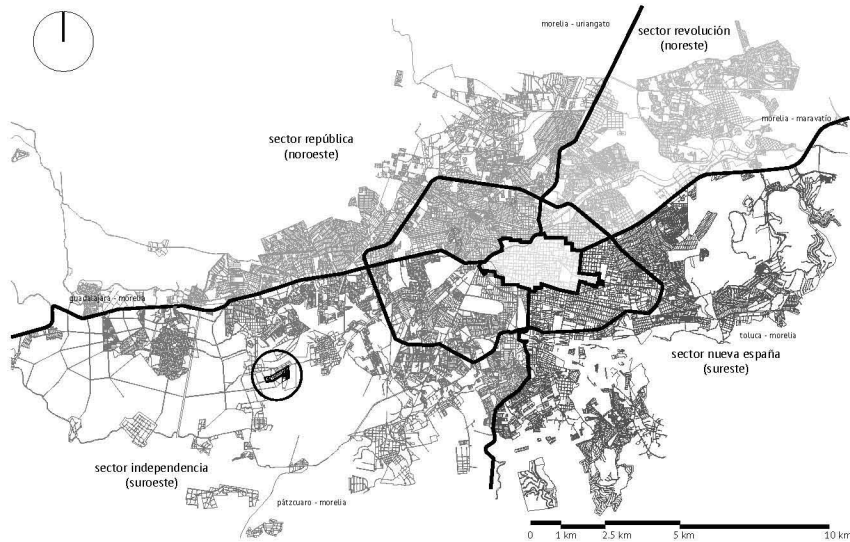 morelia - uriangato
sector revolución
(noreste)
morelia - maravatío
sector república
(noroeste)
guadalajara - morelia
toluca - morelia
sector nueva españa
(sureste)
sector independencia
(suroeste)
pátzcuaro - morelia
0 1 km 2.5 km 5 km 10 km